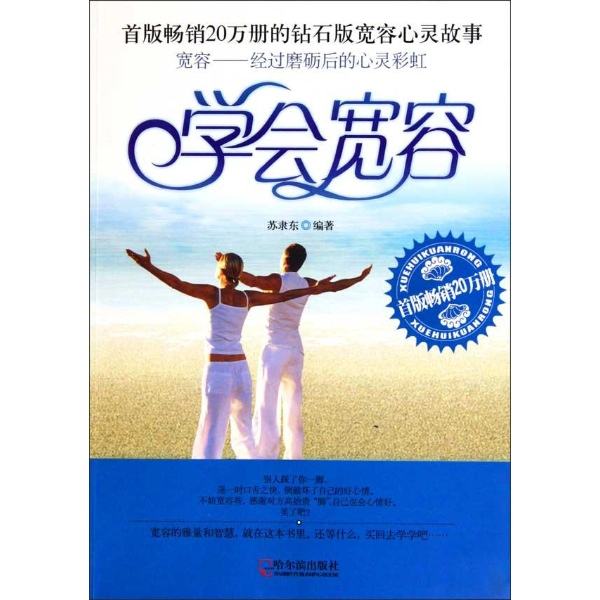 首版畅销20万册的钻石版宽容心灵故事
宽容——经过磨砺后的心灵彩虹
学会宽容
苏隶东◎编著
XUEHUIKUANRONG
首版畅销20万册
XUEHUIKUANRONG
别人踩了你一脚,
逞一时口舌之快,倒破坏了自己的好心情。
不妨宽容些,感谢对方高抬贵“脚”,自己也会心情好。
笑了吧?
宽容的雅量和智慧,就在这本书里,还等什么,买回去学学吧……
哈尔滨出版社